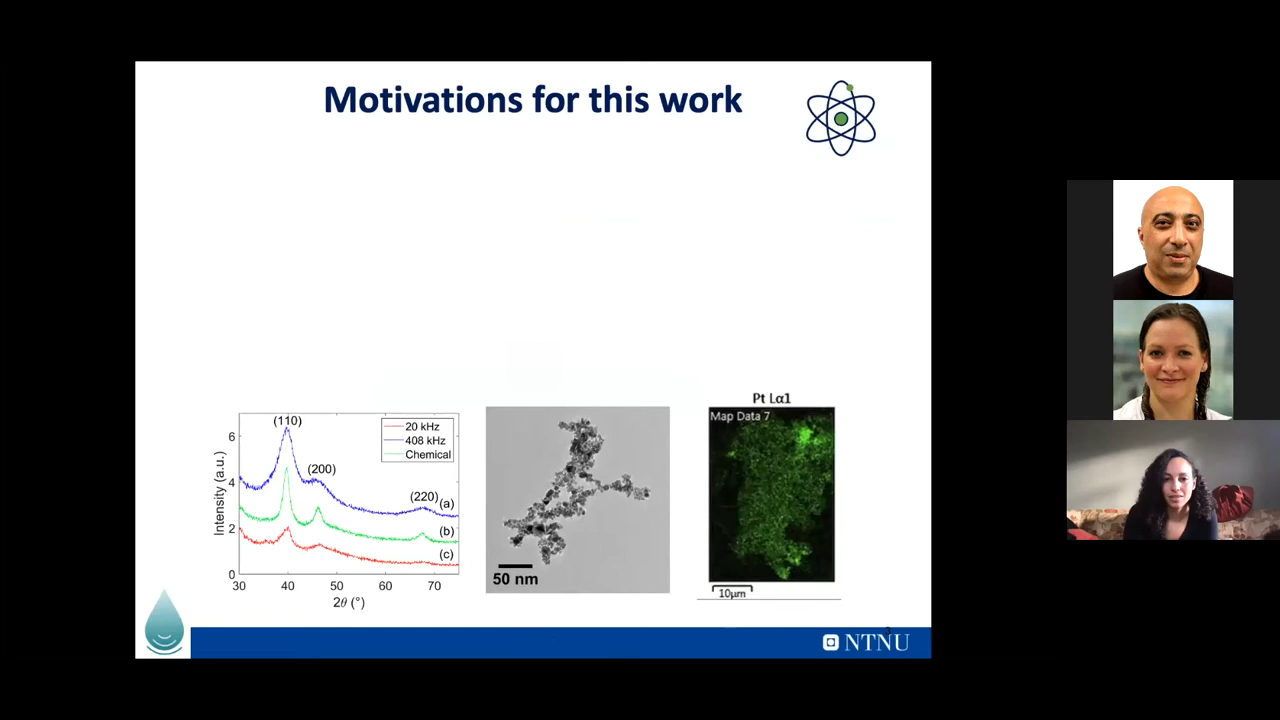 Motivations for this work
Pt Lα1
Map Data 7
10μm
50 nm
Intensity (a.u.)
6
4
2
0
30
40
50
60
70
2θ (°)
(110)
(200)
(220)
(a)
(b)
(c)
20 kHz
408 kHz
Chemical
NTNU